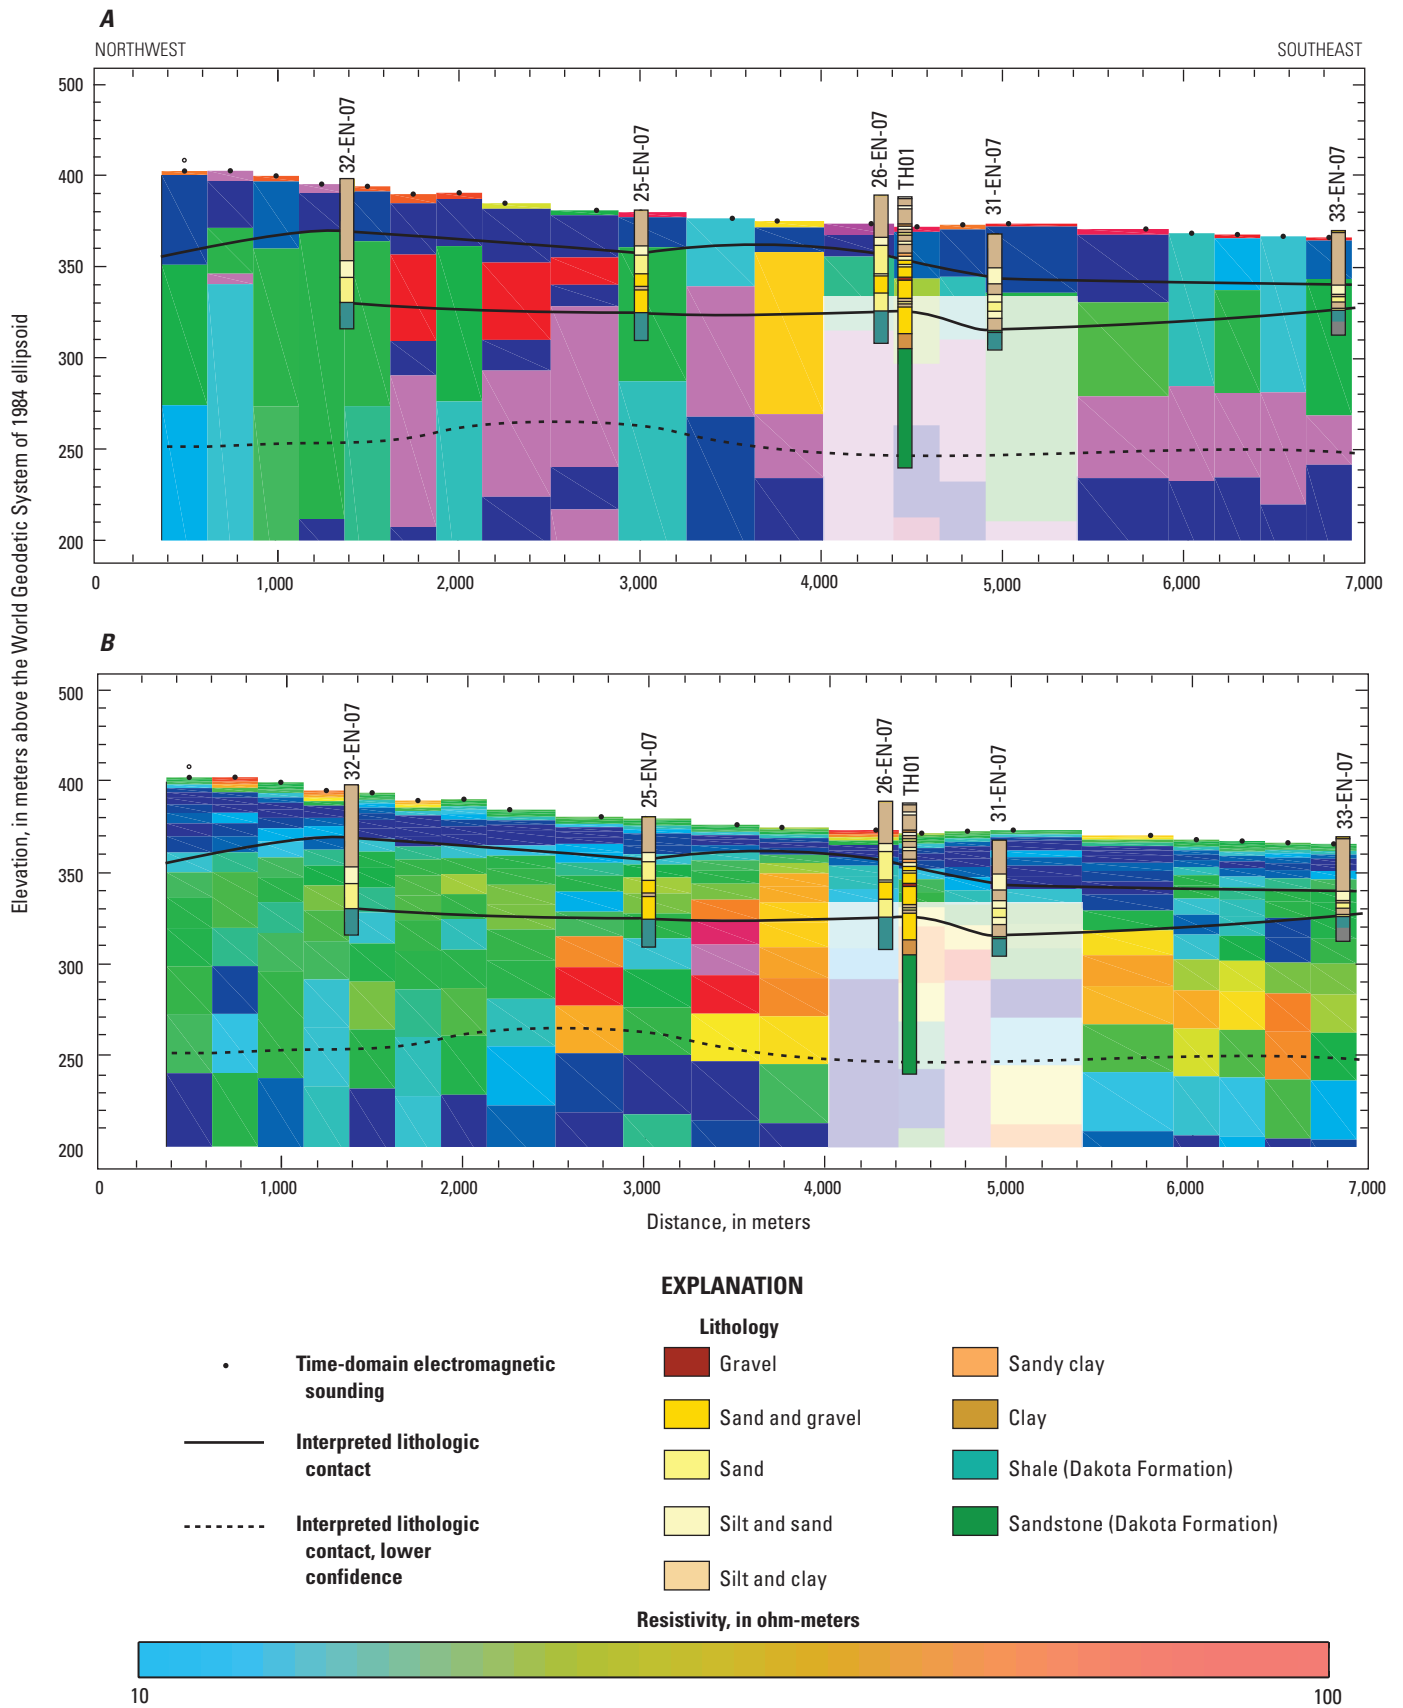 A
NORTHWEST
SOUTHEAST
500
400
350
300
250
200
32-EN-07
25-EN-07
26-EN-07
TH01
31-EN-07
33-EN-07
0
1,000
2,000
3,000
4,000
5,000
6,000
7,000
Elevation, in meters above the World Geodetic System of 1984 ellipsoid
B
500
400
350
300
250
200
32-EN-07
25-EN-07
26-EN-07
TH01
31-EN-07
33-EN-07
0
1,000
2,000
3,000
4,000
5,000
6,000
7,000
Distance, in meters
EXPLANATION
Lithology
Time-domain electromagnetic
sounding
Interpreted lithologic
contact
Interpreted lithologic
contact, lower
confidence
Gravel
Sand and gravel
Sand
Silt and sand
Silt and clay
Sandy clay
Clay
Shale (Dakota Formation)
Sandstone (Dakota Formation)
Resistivity, in ohm-meters
10
100